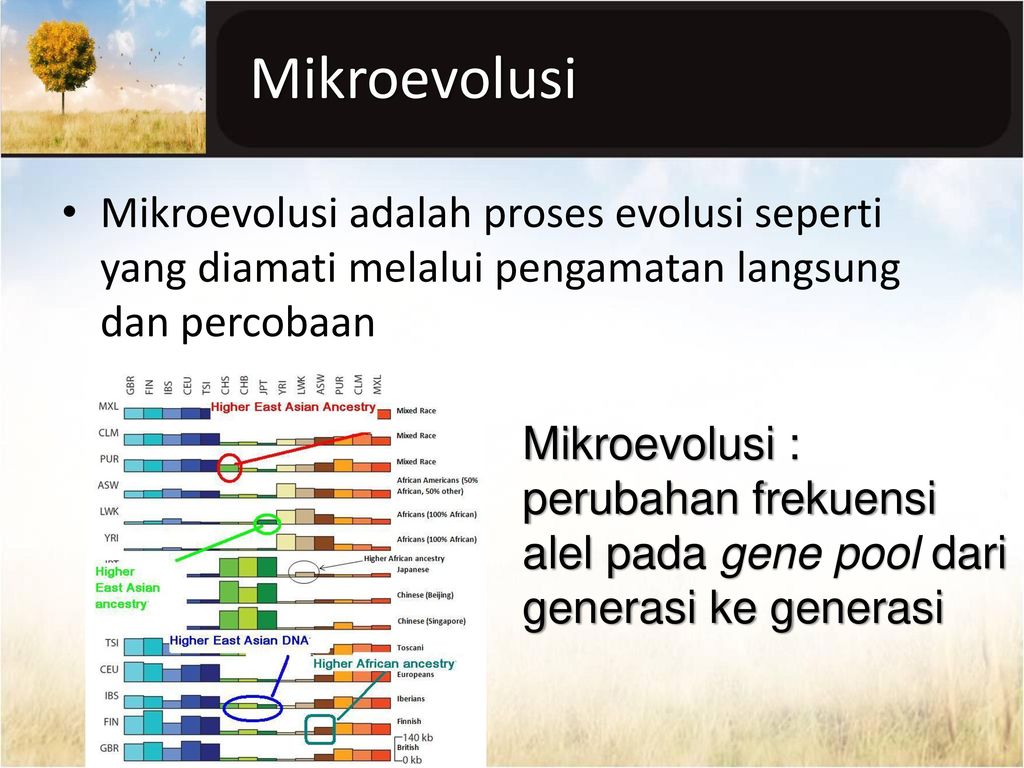 Mikroevolusi
• Mikroevolusi adalah proses evolusi seperti
yang diamati melalui pengamatan langsung
dan percobaan
GBR FIN IBS CEU TSI CHS CHB JPT YRI LWK ASW PUR CLM MXL
MXL Higher East Asian Ancestry Mixed Race
CLM Mixed Race
PUR Mixed Race
ASW African Americans (50%
African, 50% other)
LWK Africans (100% African)
YRI Africans (100% African)
Higher African ancestry
Japanese
Higher
East Asian
ancestry
Chinese (Beijing)
Chinese (Singapore)
TSI Higher East Asian DNA Toscani
Higher African ancestry
CEU Europeans
IBS Iberians
FIN Finnish
140 kb
GBR British
0 kb
Mikroevolusi :
perubahan frekuensi
alel pada gene pool dari
generasi ke generasi